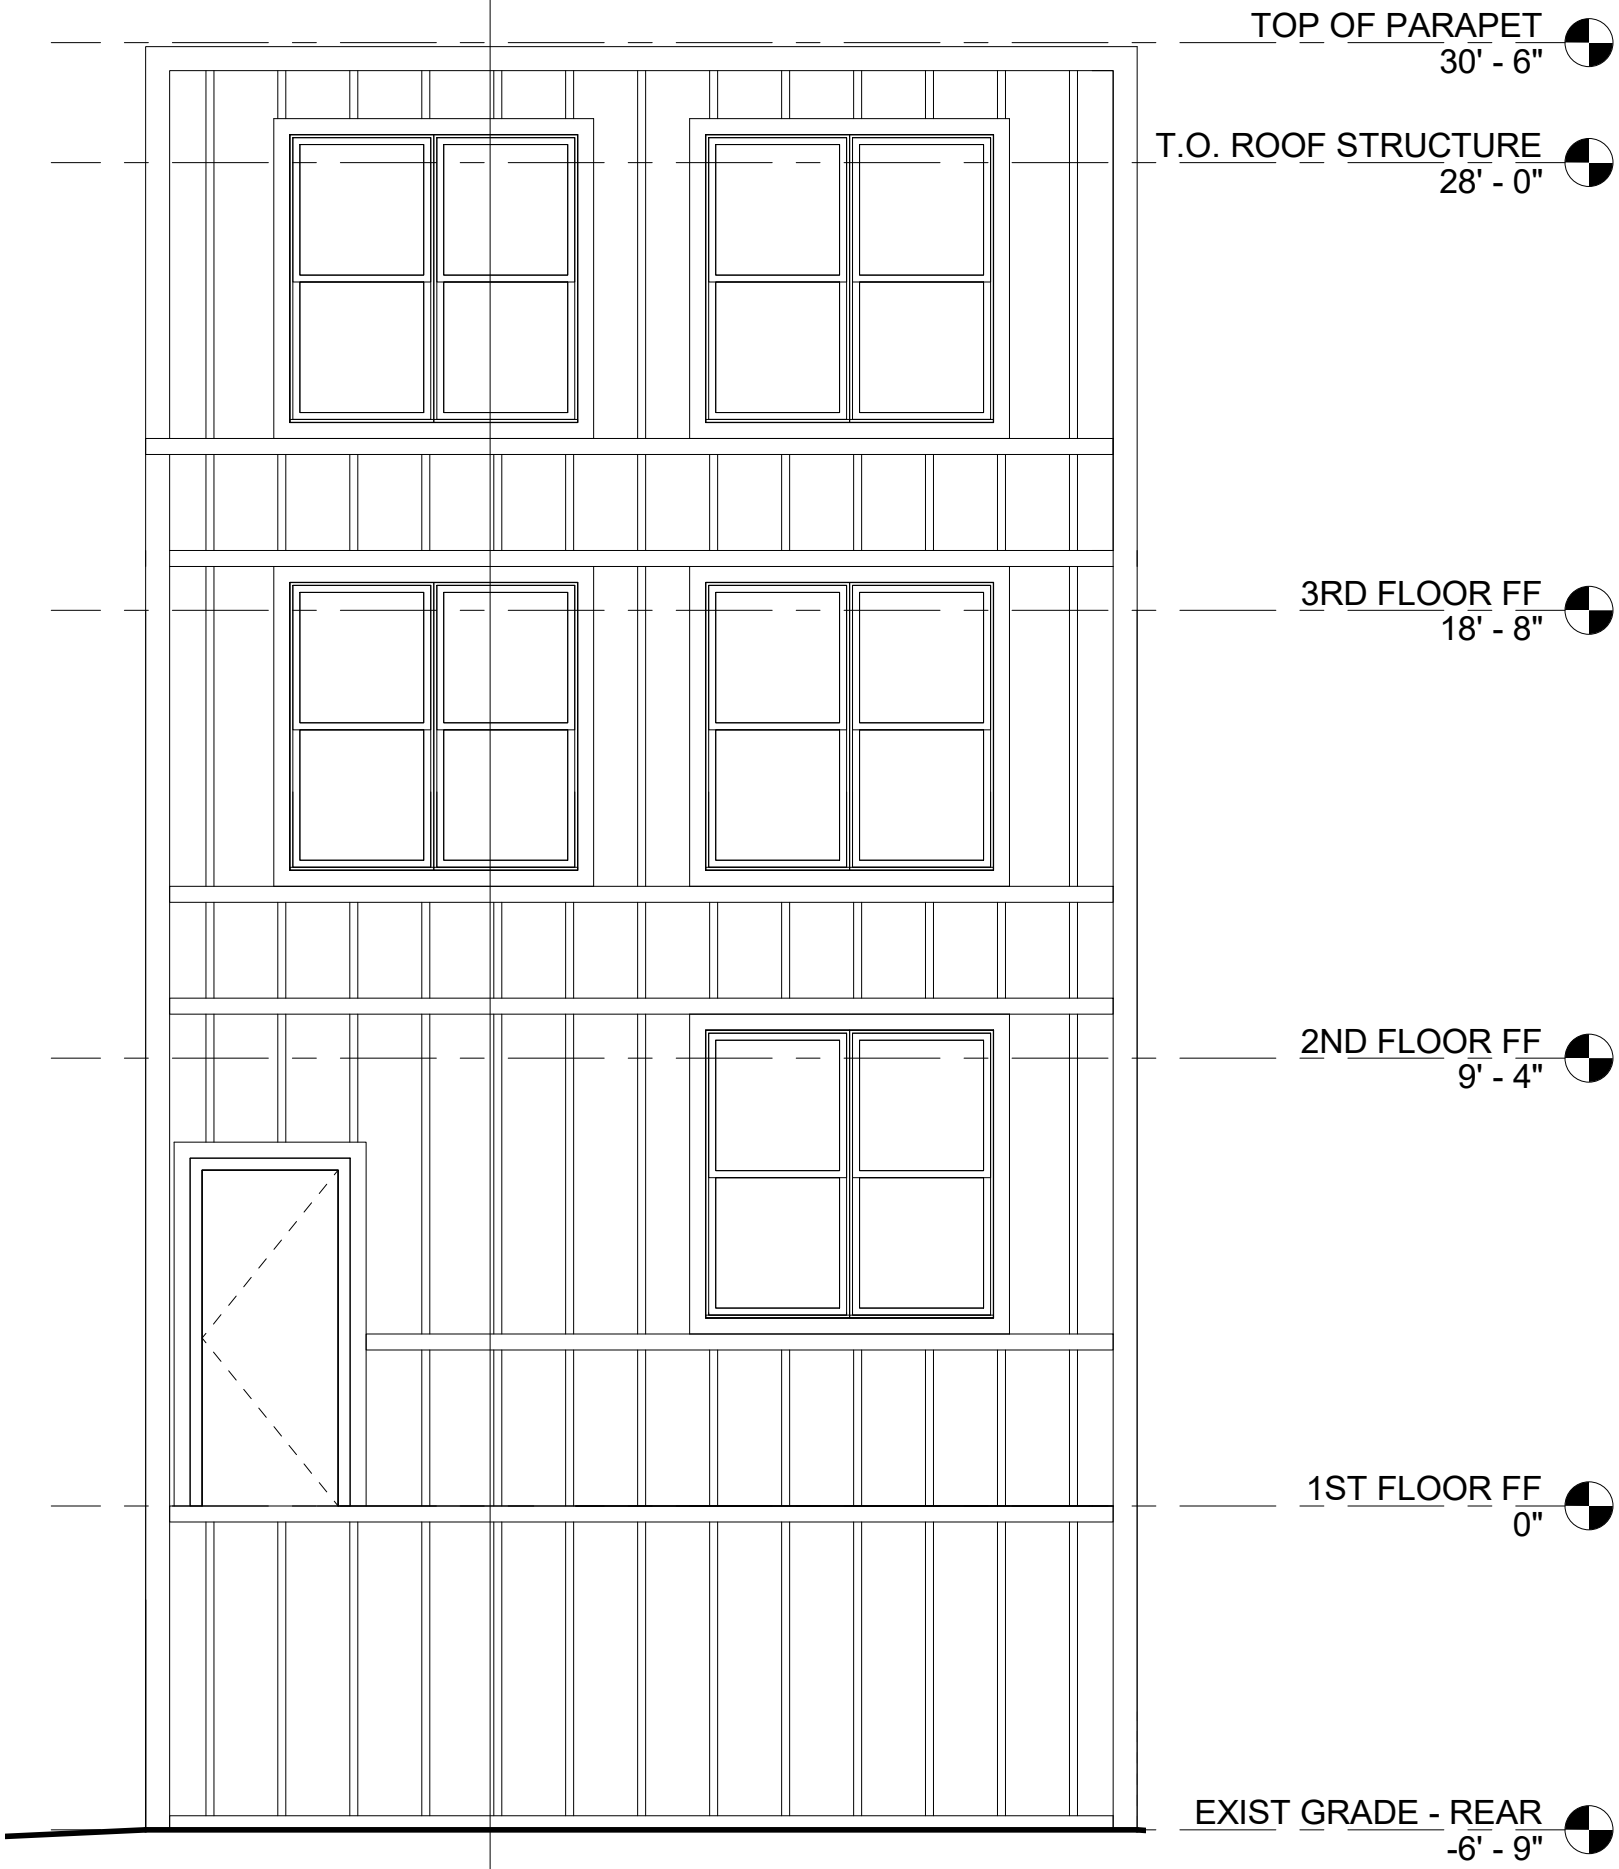 TOP OF PARAPET
30' - 6"
T.O. ROOF STRUCTURE
28' - 0"
3RD FLOOR FF
18' - 8"
2ND FLOOR FF
9' - 4"
1ST FLOOR FF
0"
EXIST GRADE - REAR
-6' - 9"